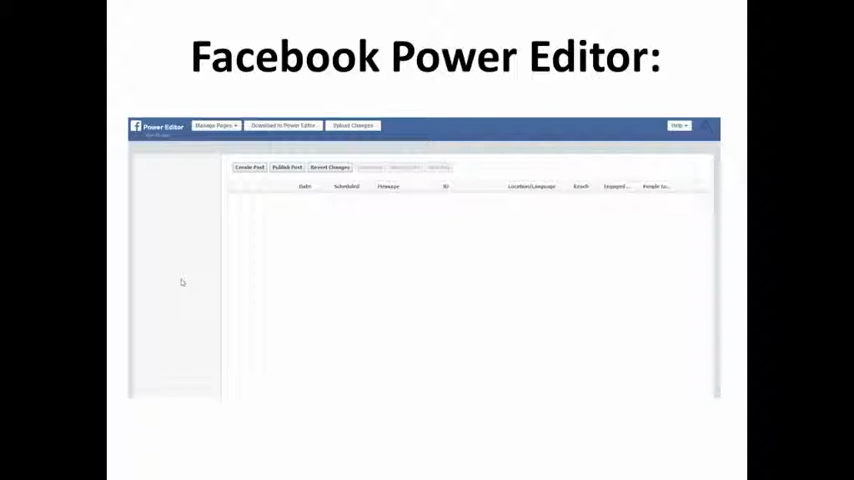 Facebook Power Editor:
Power Editor Manage Pages Download to Power Editor Upload Changes Help
Create Post Publish Post Revert Changes
Date Scheduled Message ID Location/Language Reach Engaged ... People ta...